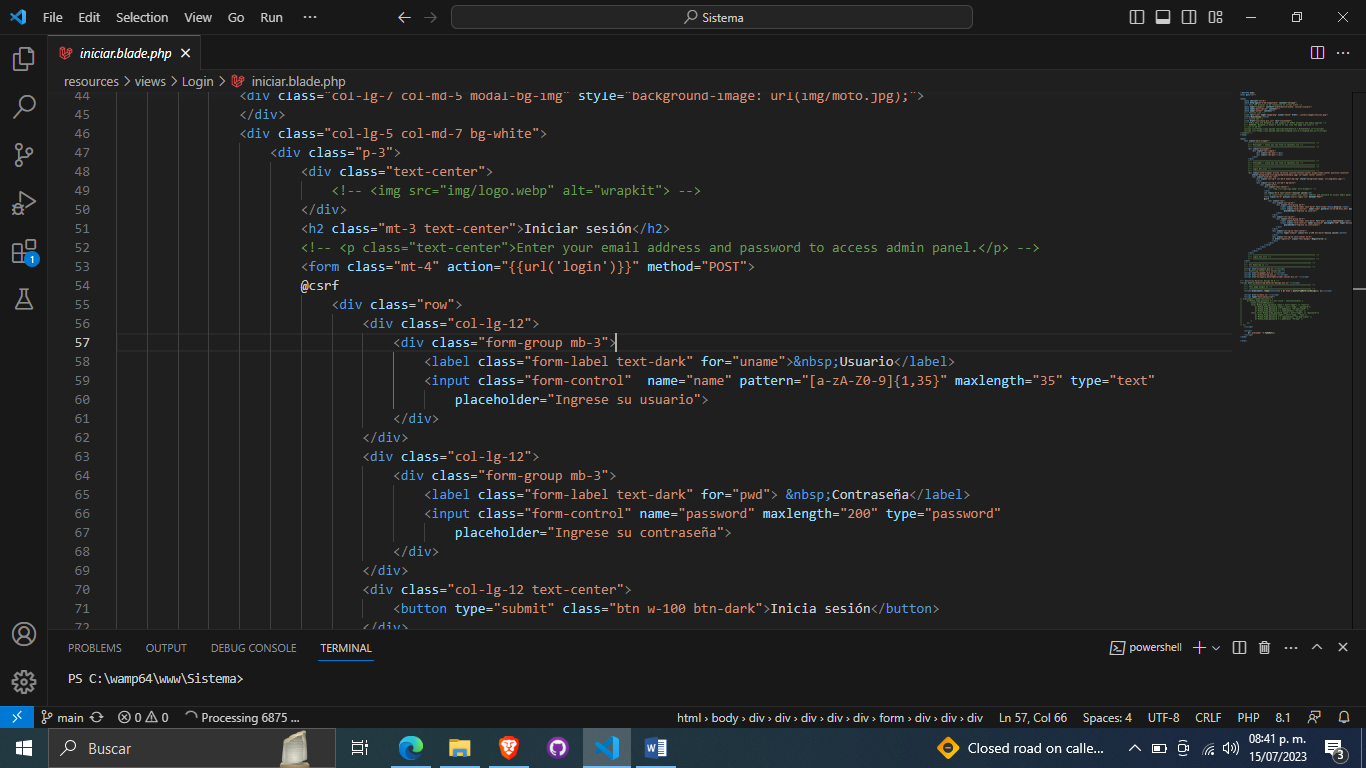 File Edit Selection View Go Run ··· Sistema
iniciar.blade.php
resources > views > Login > iniciar.blade.php
44 <div class="col-lg-7 col-md-5 modal-bg-img" style="background-image: url(img/moto.jpg);">
45 </div>
46 <div class="col-lg-5 col-md-7 bg-white">
47 <div class="p-3">
48 <div class="text-center">
49 <!-- <img src="img/logo.webp" alt="wrapkit"> -->
50 </div>
51 <h2 class="mt-3 text-center">Iniciar sesión</h2>
52 <!-- <p class="text-center">Enter your email address and password to access admin panel.</p> -->
53 <form class="mt-4" action="{{url('login')}}" method="POST">
54 @csrf
55 <div class="row">
56 <div class="col-lg-12">
57 <div class="form-group mb-3">
58 <label class="form-label text-dark" for="uname">&nbsp;Usuario</label>
59 <input class="form-control"  name="name" pattern="[a-zA-Z0-9]{1,35}" maxlength="35" type="text"
60 placeholder="Ingrese su usuario">
61 </div>
62 </div>
63 <div class="col-lg-12">
64 <div class="form-group mb-3">
65 <label class="form-label text-dark" for="pwd"> &nbsp;Contraseña</label>
66 <input class="form-control" name="password" maxlength="200" type="password"
67 placeholder="Ingrese su contraseña">
68 </div>
69 </div>
70 <div class="col-lg-12 text-center">
71 <button type="submit" class="btn w-100 btn-dark">Inicia sesión</button>
72 </div>
1
PROBLEMS OUTPUT DEBUG CONSOLE TERMINAL powershell
PS C:\wamp64\www\Sistema>
main 0 0 Processing 6875 ... html › body › div › div › div › div › div › form › div › div › div Ln 57, Col 66 Spaces: 4 UTF-8 CRLF PHP 8.1
Buscar Closed road on calle... 08:41 p. m.
15/07/2023 3